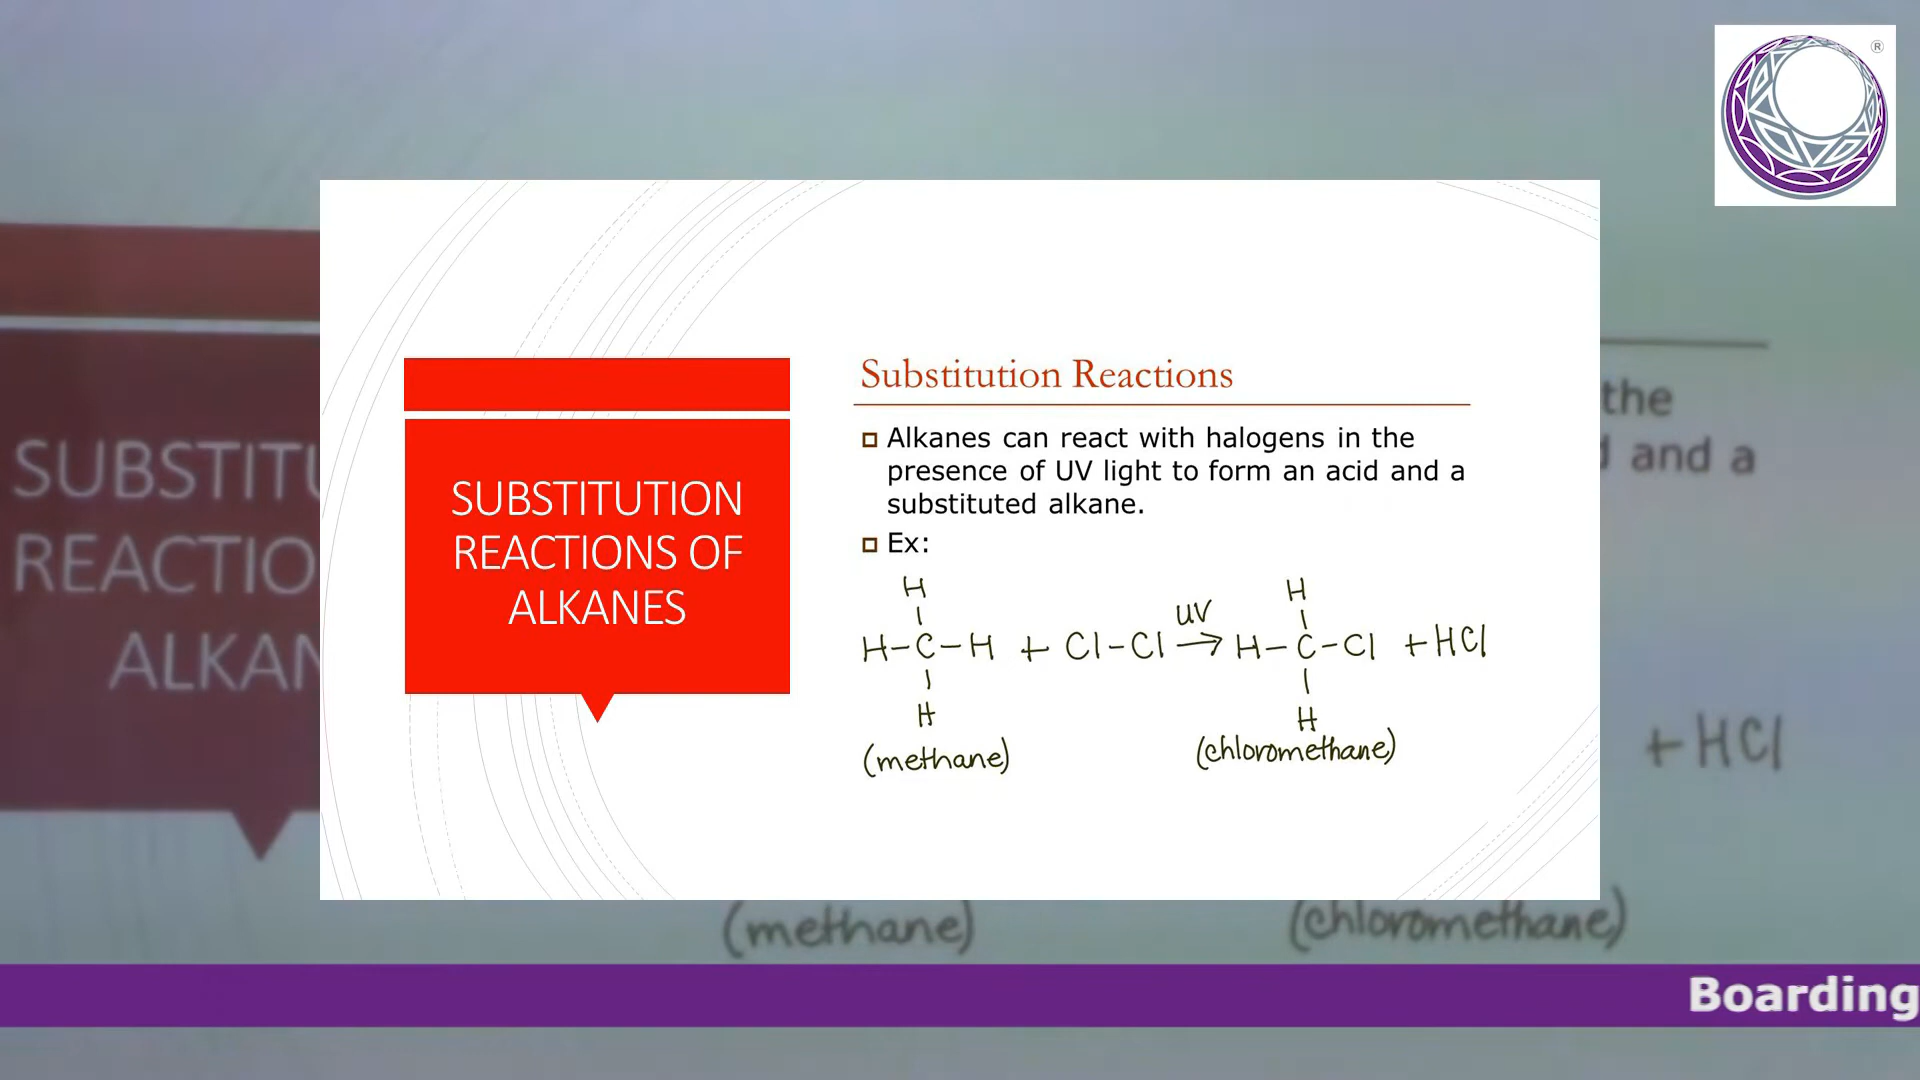 SUBSTITUTION
REACTIONS OF
ALKANES
Substitution Reactions
Alkanes can react with halogens in the
presence of UV light to form an acid and a
substituted alkane.
Ex:
H
UV
H
H-C-H + Cl-Cl → H-C-Cl + HCl
H
H
(methane)
(chloromethane)
SUBSTITU
REACTIO
ALKAN
the
d and a
+ HCl
(methane)
(chloromethane)
Boarding
®